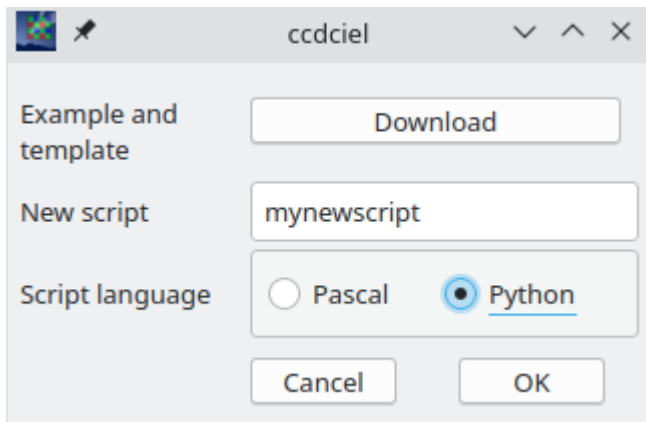 ccdciel
Example and
template
Download
New script
mynewscript
Script language
Pascal
Python
Cancel
OK